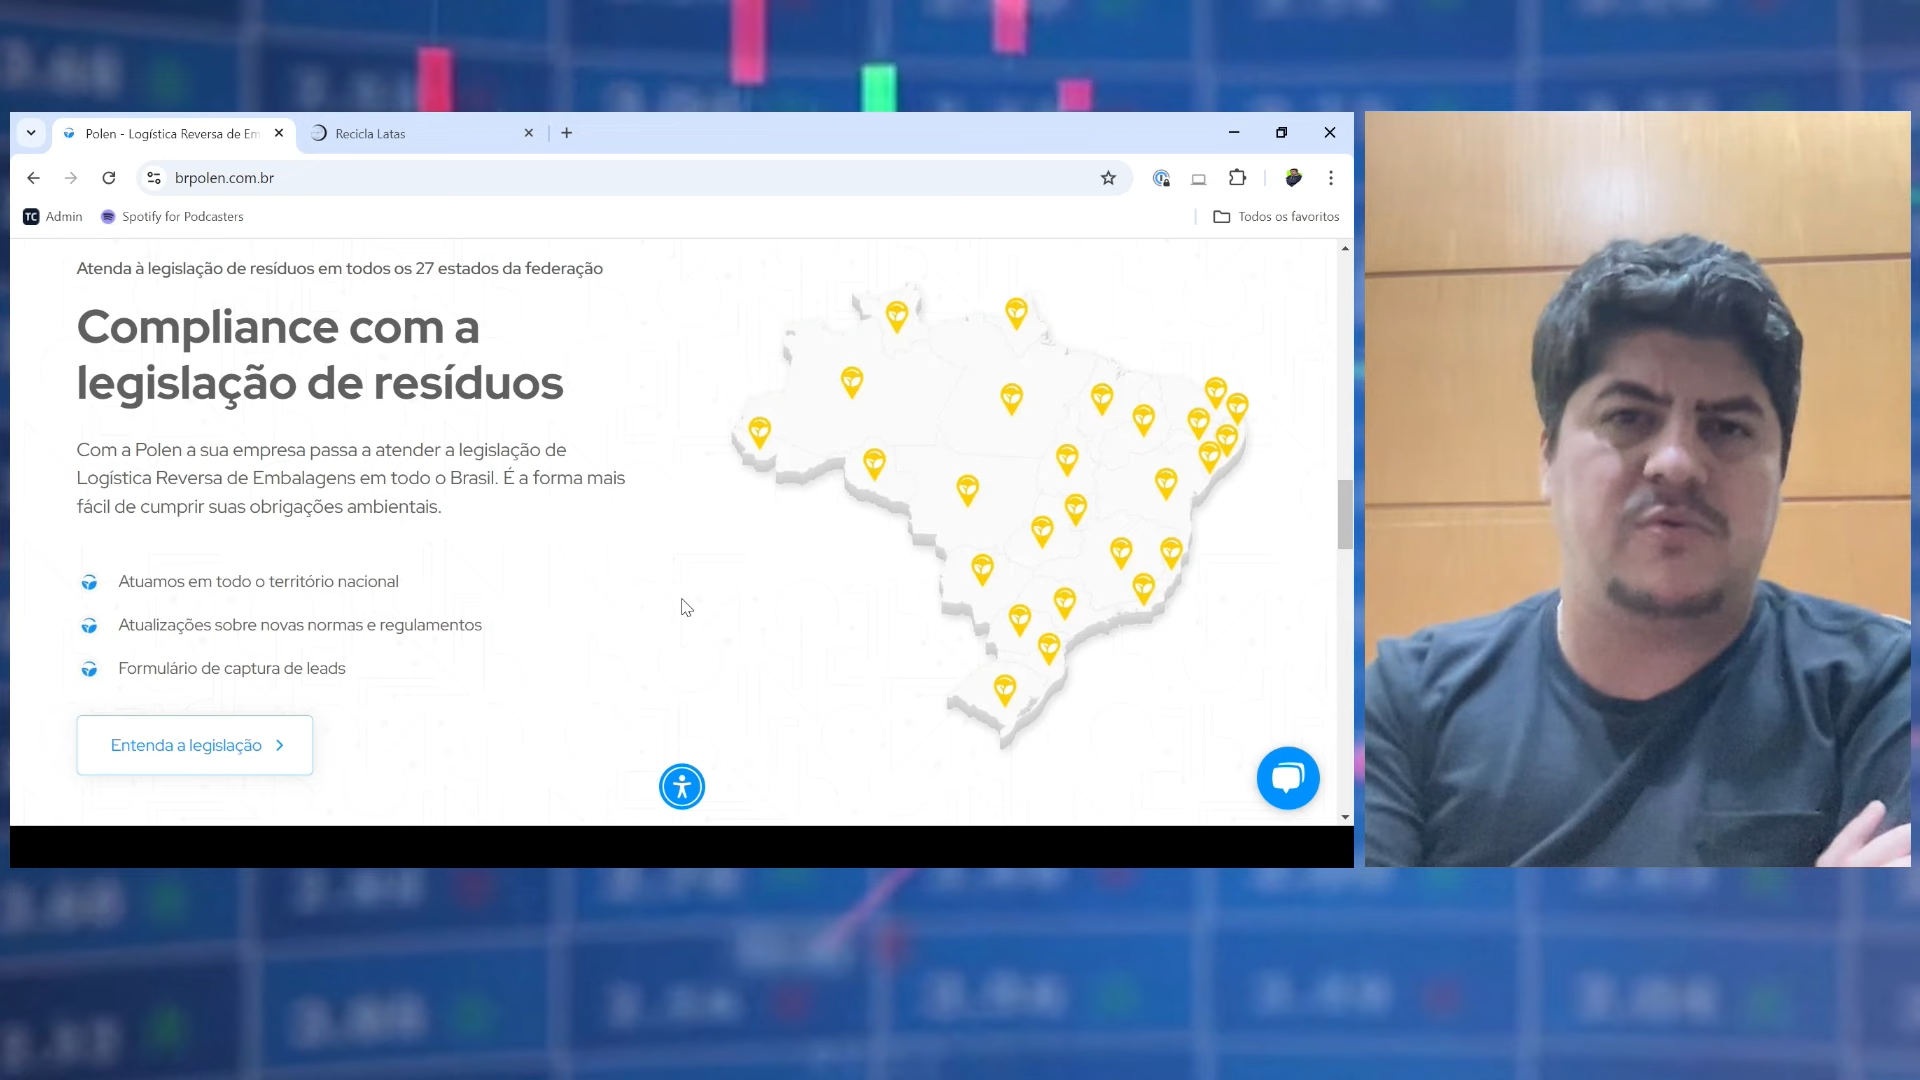 Polen - Logística Reversa de Em
Recicla Latas
brpolen.com.br
TC Admin
Spotify for Podcasters
Todos os favoritos
Atenda à legislação de resíduos em todos os 27 estados da federação
Compliance com a
legislação de resíduos
Com a Polen a sua empresa passa a atender a legislação de
Logística Reversa de Embalagens em todo o Brasil. É a forma mais
fácil de cumprir suas obrigações ambientais.
Atuamos em todo o território nacional
Atualizações sobre novas normas e regulamentos
Formulário de captura de leads
Entenda a legislação